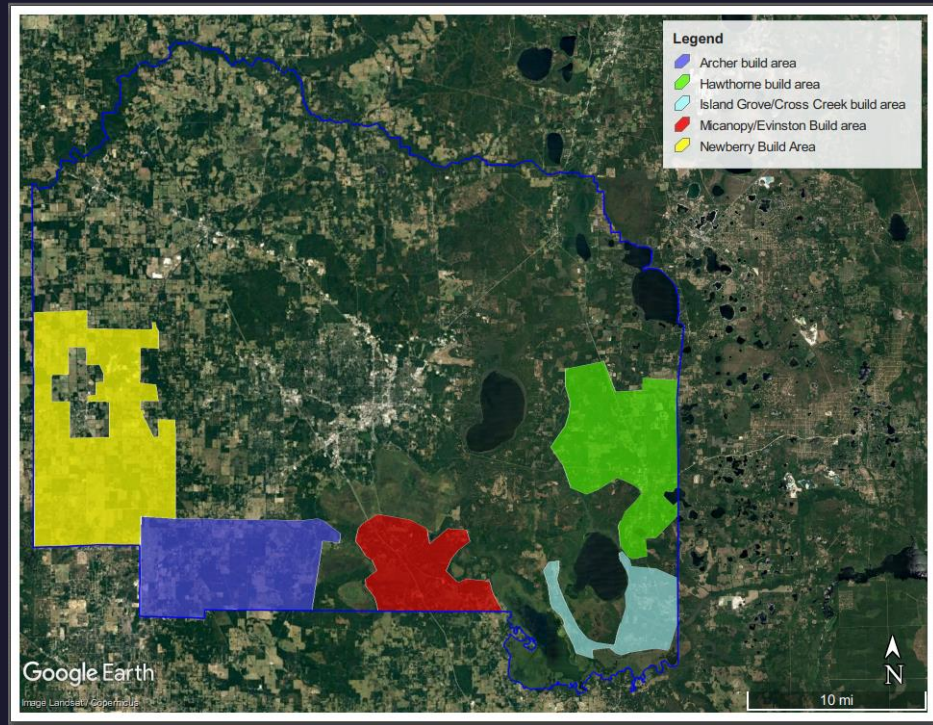 Legend
Archer build area
Hawthorne build area
Island Grove/Cross Creek build area
Micanopy/Evinston Build area
Newberry Build Area
Google Earth
Image Landsat / Copernicus
N
10 mi